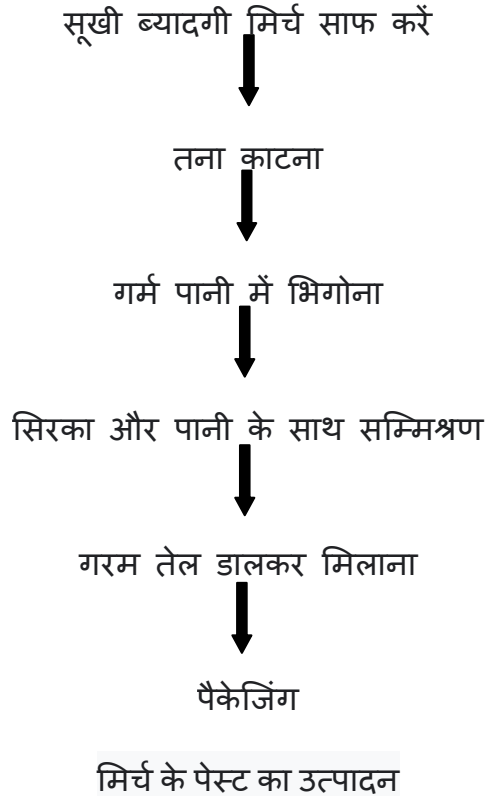 सूखी ब्यादगी मिर्च साफ करें
तना काटना
गर्म पानी में भिगोना
सिरका और पानी के साथ सम्मिश्रण
गरम तेल डालकर मिलाना
पैकेजिंग
मिर्च के पेस्ट का उत्पादन